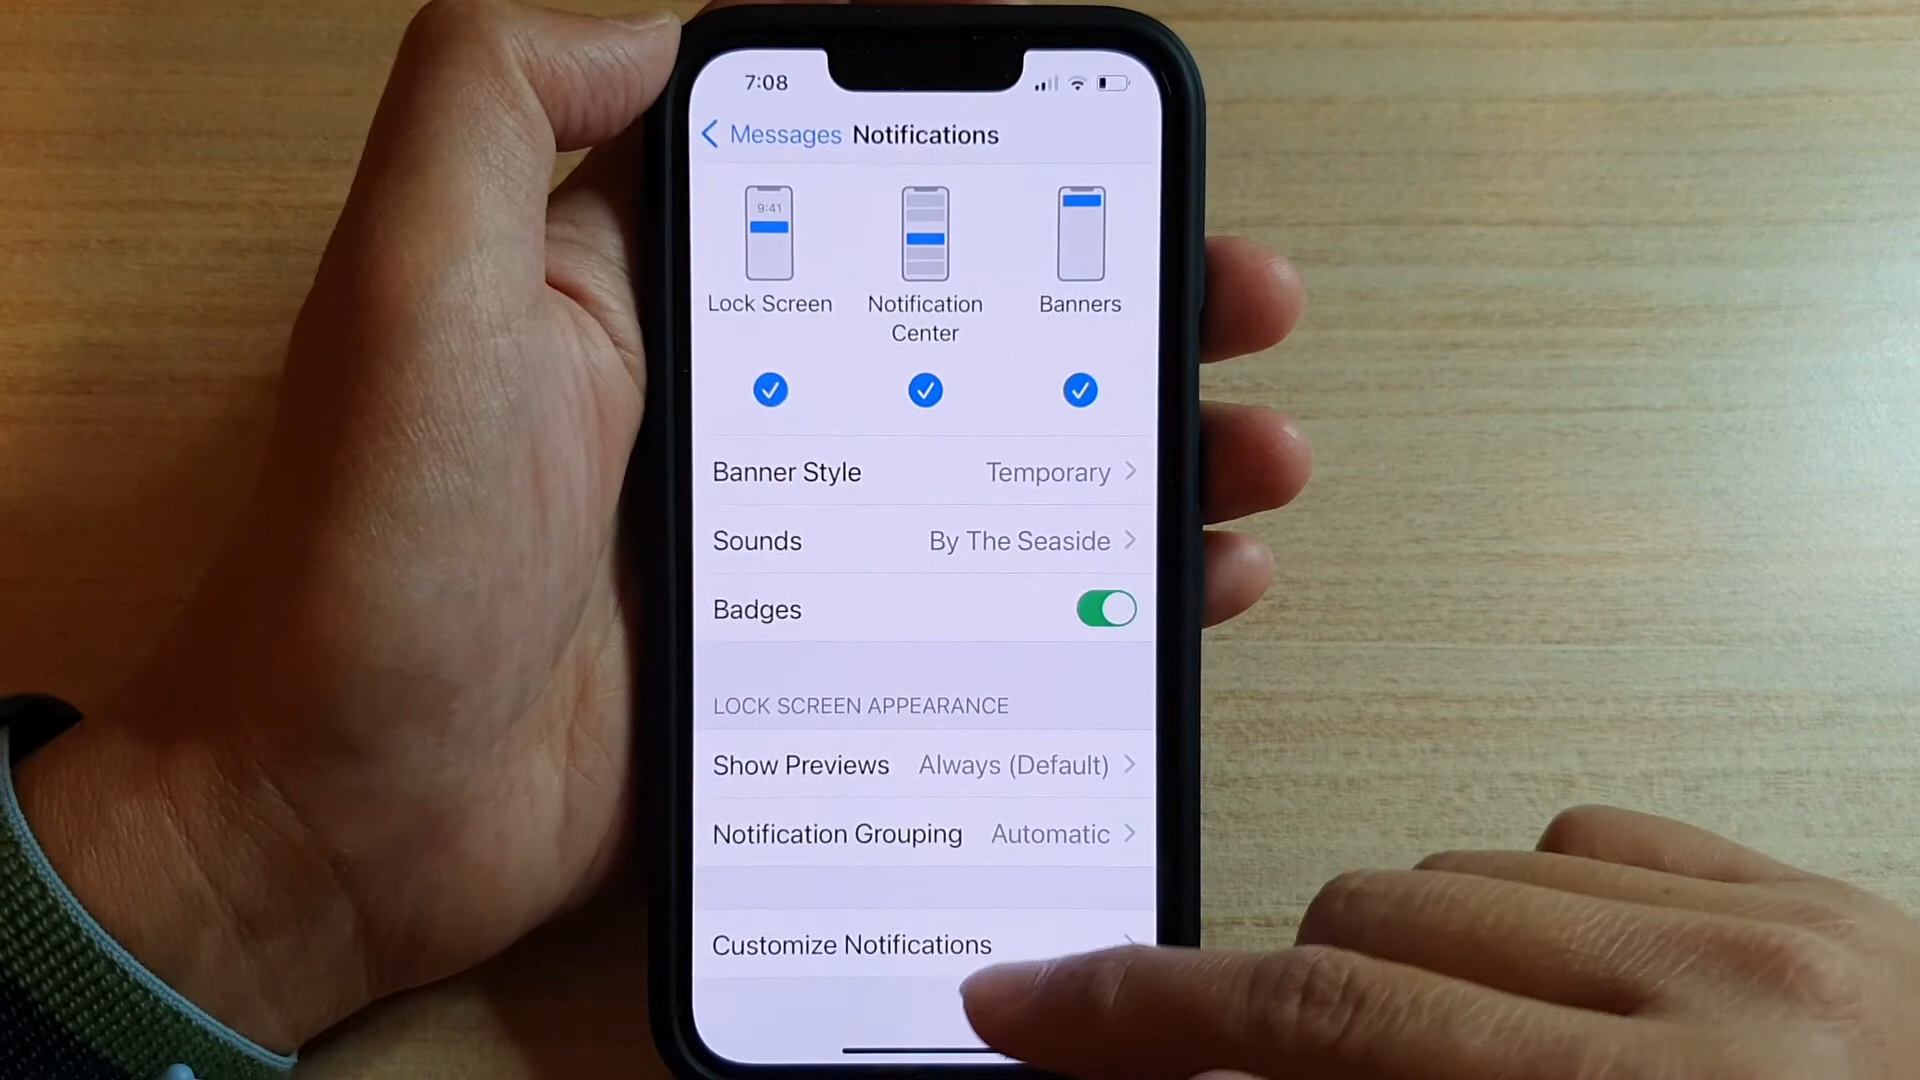 7:08
Messages Notifications
9:41
Lock Screen
Notification
Center
Banners
Banner Style Temporary
Sounds By The Seaside
Badges
LOCK SCREEN APPEARANCE
Show Previews Always (Default)
Notification Grouping Automatic
Customize Notifications